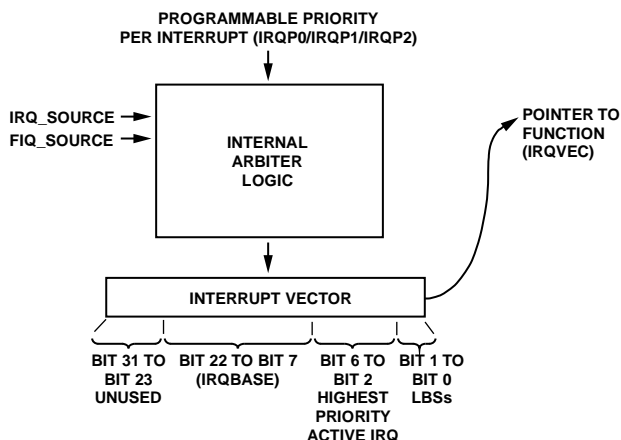 PROGRAMMABLE PRIORITY
PER INTERRUPT (IRQP0/IRQP1/IRQP2)
IRQ_SOURCE
FIQ_SOURCE
INTERNAL
ARBITER
LOGIC
POINTER TO
FUNCTION
(IRQVEC)
INTERRUPT VECTOR
BIT 31 TO
BIT 23
UNUSED
BIT 22 TO BIT 7
(IRQBASE)
BIT 6 TO
BIT 2
HIGHEST
PRIORITY
ACTIVE IRQ
BIT 1 TO
BIT 0
LBSs